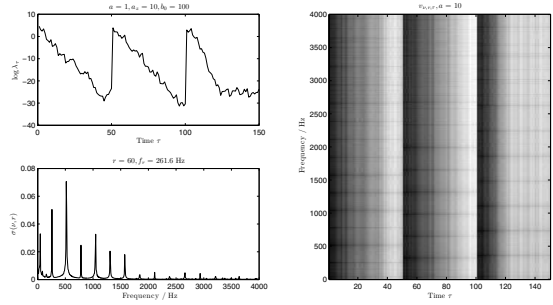 a = 1, a_e = 10, b_0 = 100
10
0
−10
−20
−30
−40
log λ_τ
0 50 100 150
Time τ
r = 60, f_c = 261.6 Hz
0.08
0.06
0.04
0.02
0
σ(ν,r)
0 500 1000 1500 2000 2500 3000 3500 4000
Frequency / Hz
v_{ν,ν,τ}, a = 10
4000
3500
3000
2500
2000
1500
1000
500
0
Frequency / Hz
20 40 60 80 100 120 140
Time τ